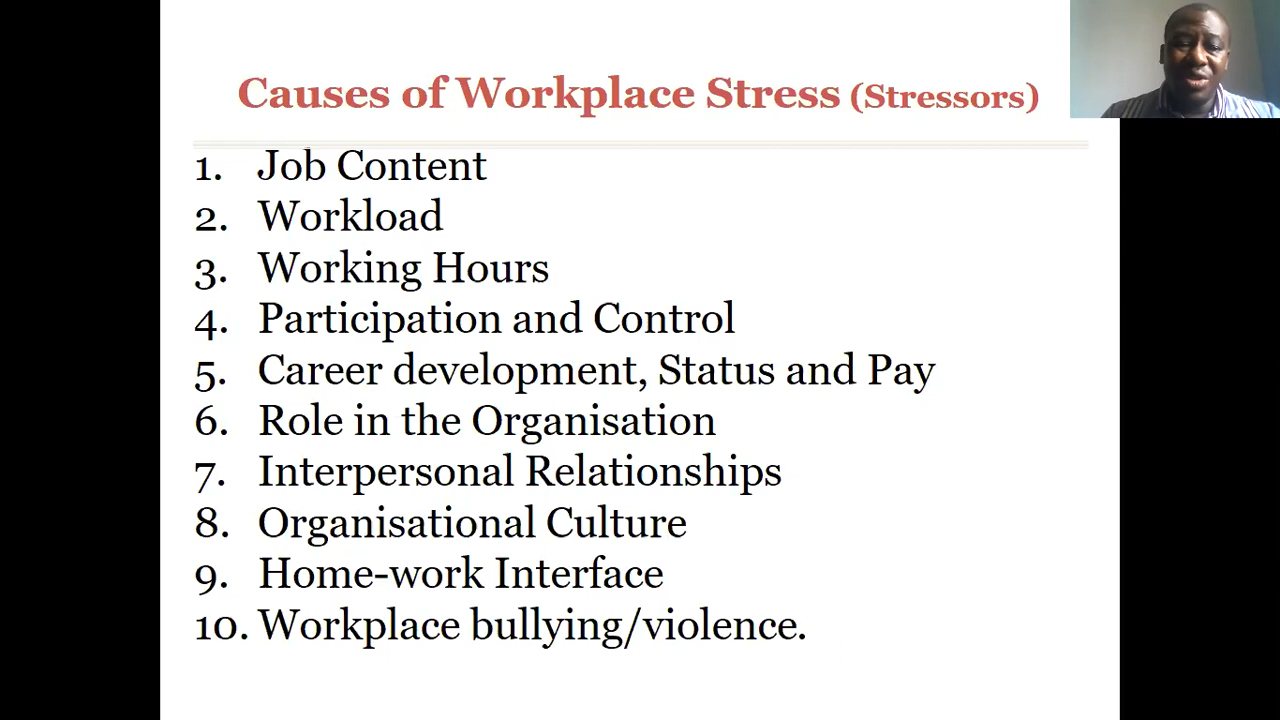 Causes of Workplace Stress (Stressors)
1. Job Content
2. Workload
3. Working Hours
4. Participation and Control
5. Career development, Status and Pay
6. Role in the Organisation
7. Interpersonal Relationships
8. Organisational Culture
9. Home-work Interface
10. Workplace bullying/violence.